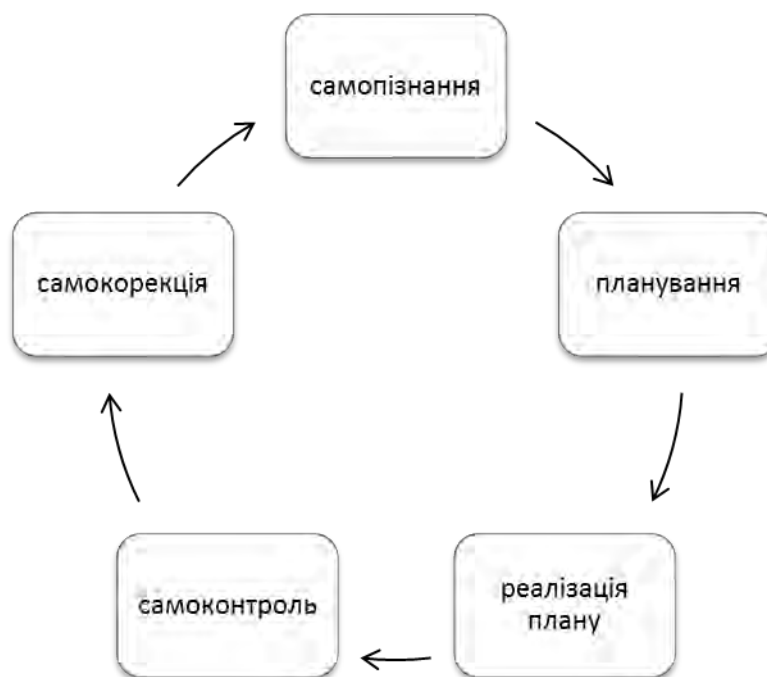 самопізнання
планування
реалізація
плану
самоконтроль
самокорекція